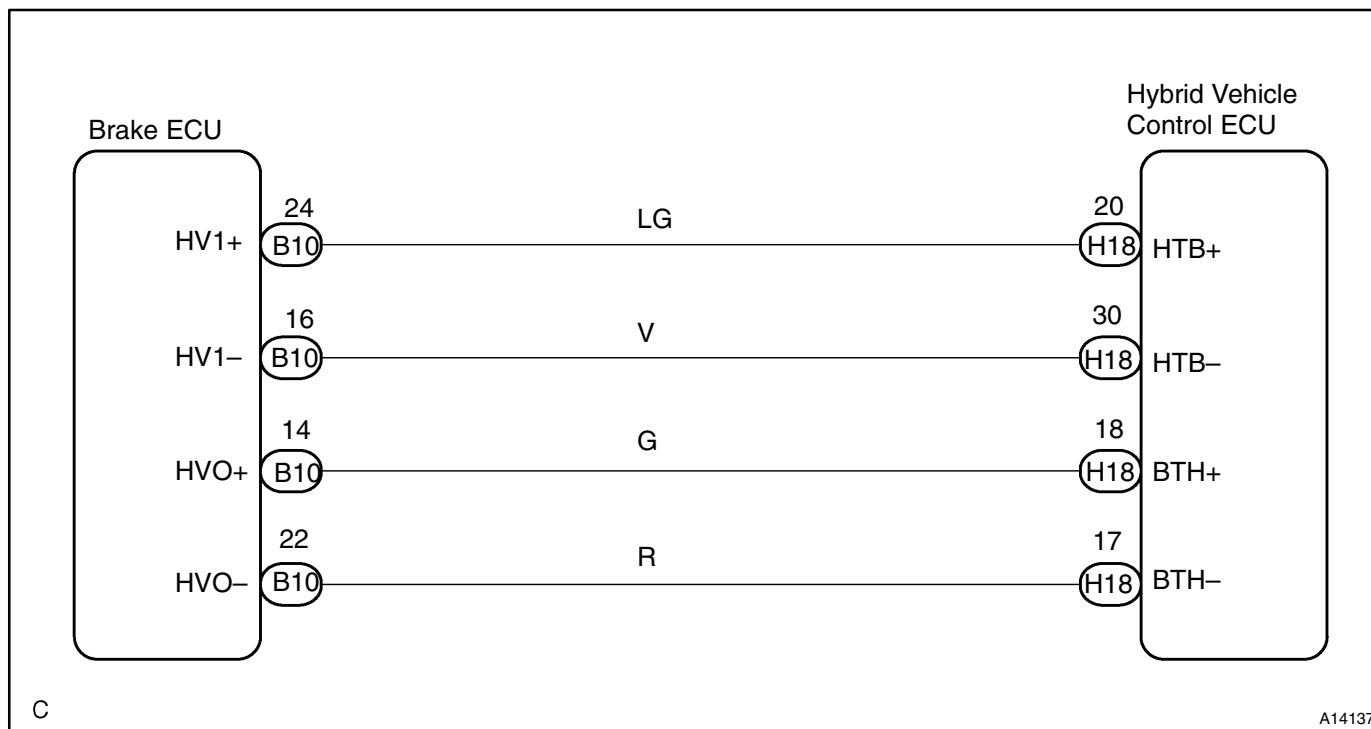 Brake ECU
Hybrid Vehicle
Control ECU
HV1+ 24 B10 LG 20 H18 HTB+
HV1– 16 B10 V 30 H18 HTB–
HVO+ 14 B10 G 18 H18 BTH+
HVO– 22 B10 R 17 H18 BTH–
C
A14137